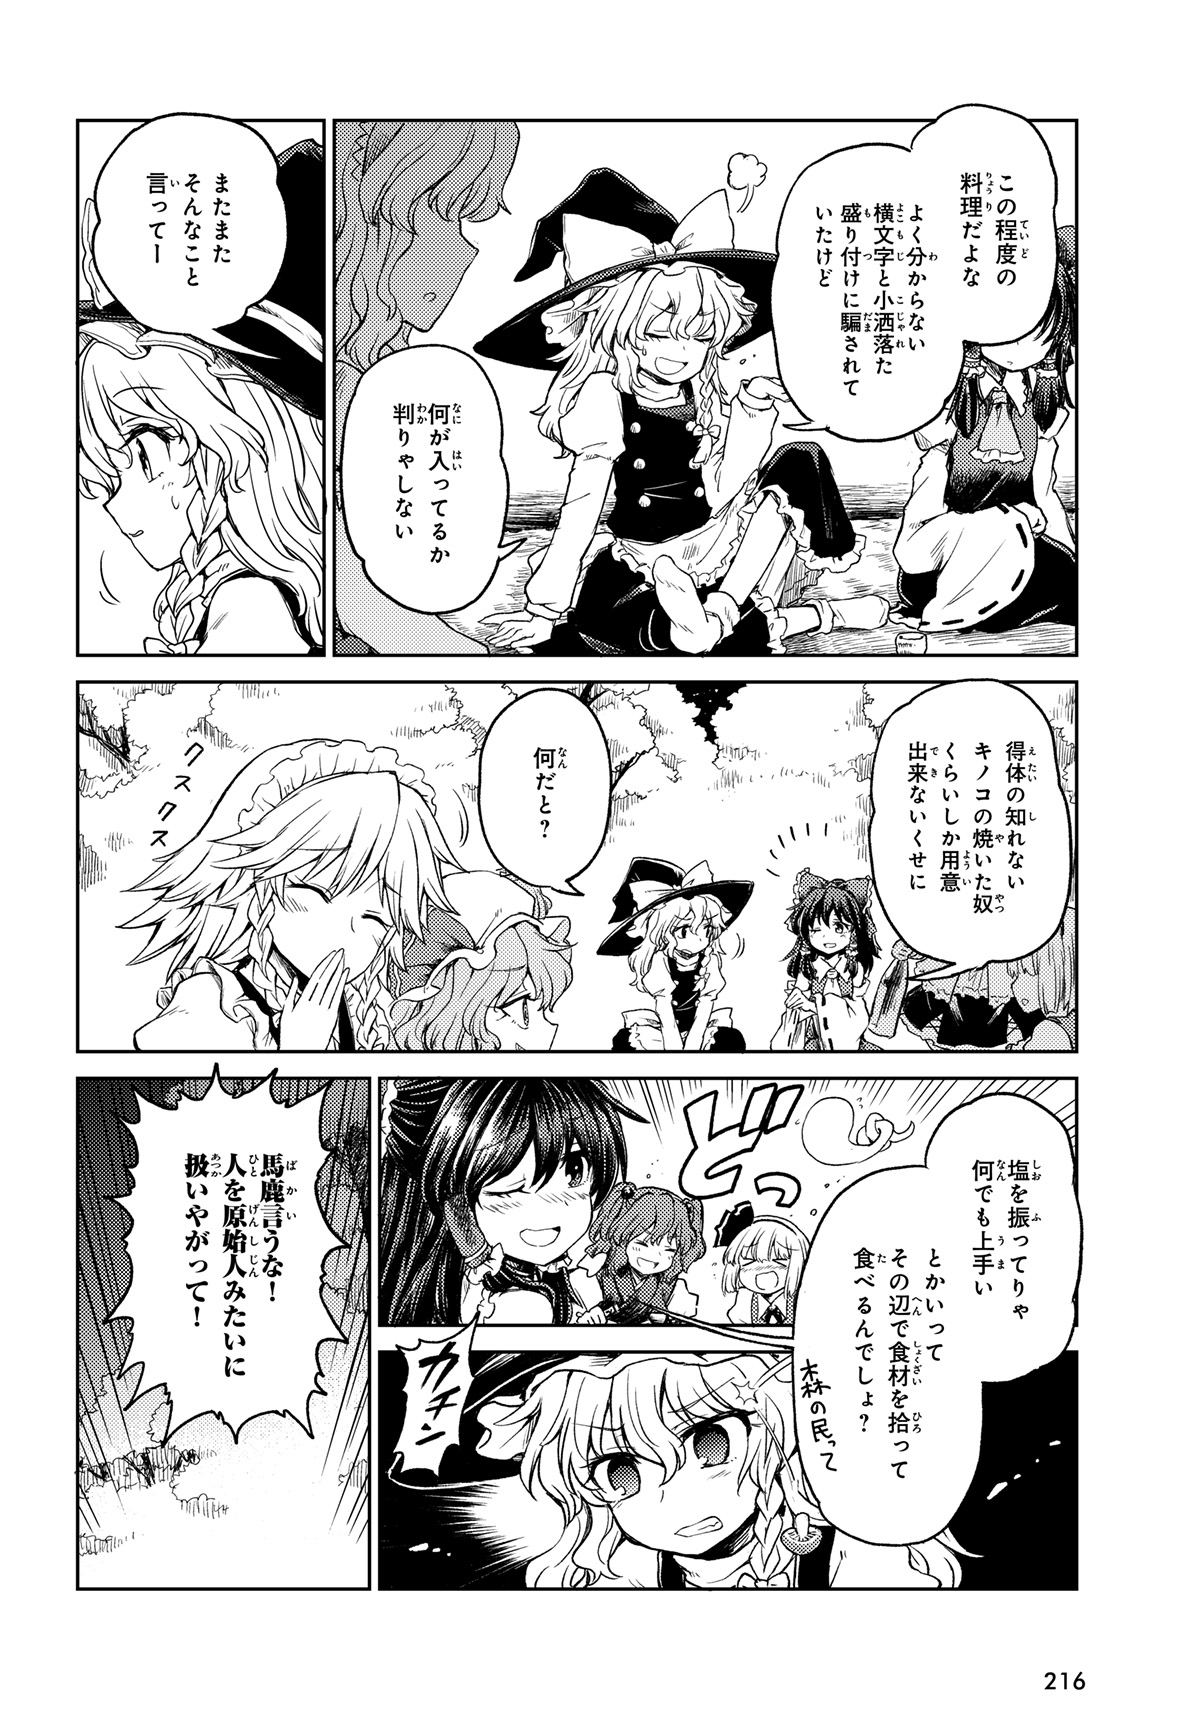 この程度の
料理だよな
よく分からない
横文字と小洒落た
盛り付けに騙されて
いたけど
何が入ってるか
判りゃしない
またまた
そんなこと
言ってー
得体の知れない
キノコの焼いた奴
くらいしか用意
出来ないくせに
何だと?
クスクス
塩を振ってりゃ
何でも上手い
とかいって
その辺で食材を拾って
食べるんでしょ?
森の民って
どっ
カチン
馬鹿言うな!
人を原始人みたいに
扱いやがって!
216